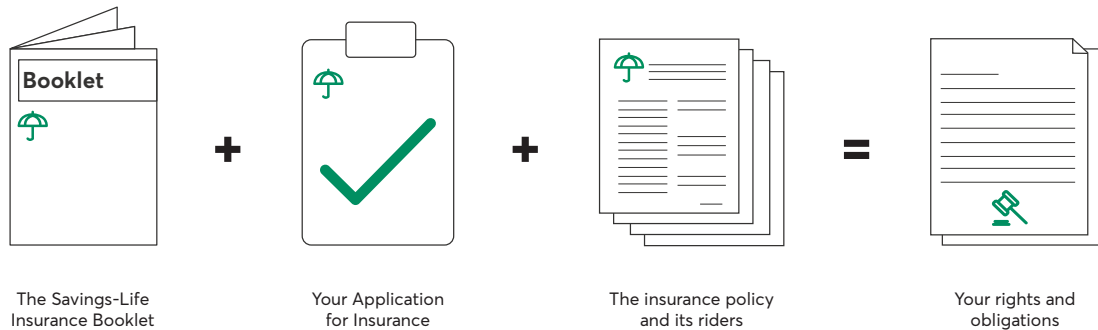 Booklet
+
+
=
The Savings-Life
Insurance Booklet
Your Application
for Insurance
The insurance policy
and its riders
Your rights and
obligations